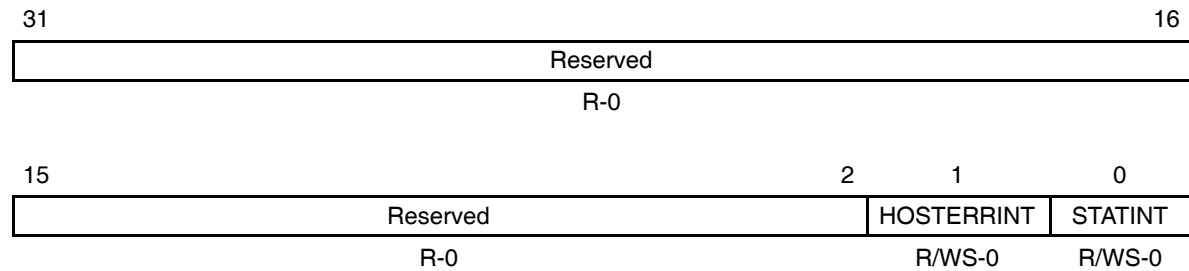 31 16
Reserved
R-0
15 2 1 0
Reserved HOSTERRINT STATINT
R-0 R/WS-0 R/WS-0